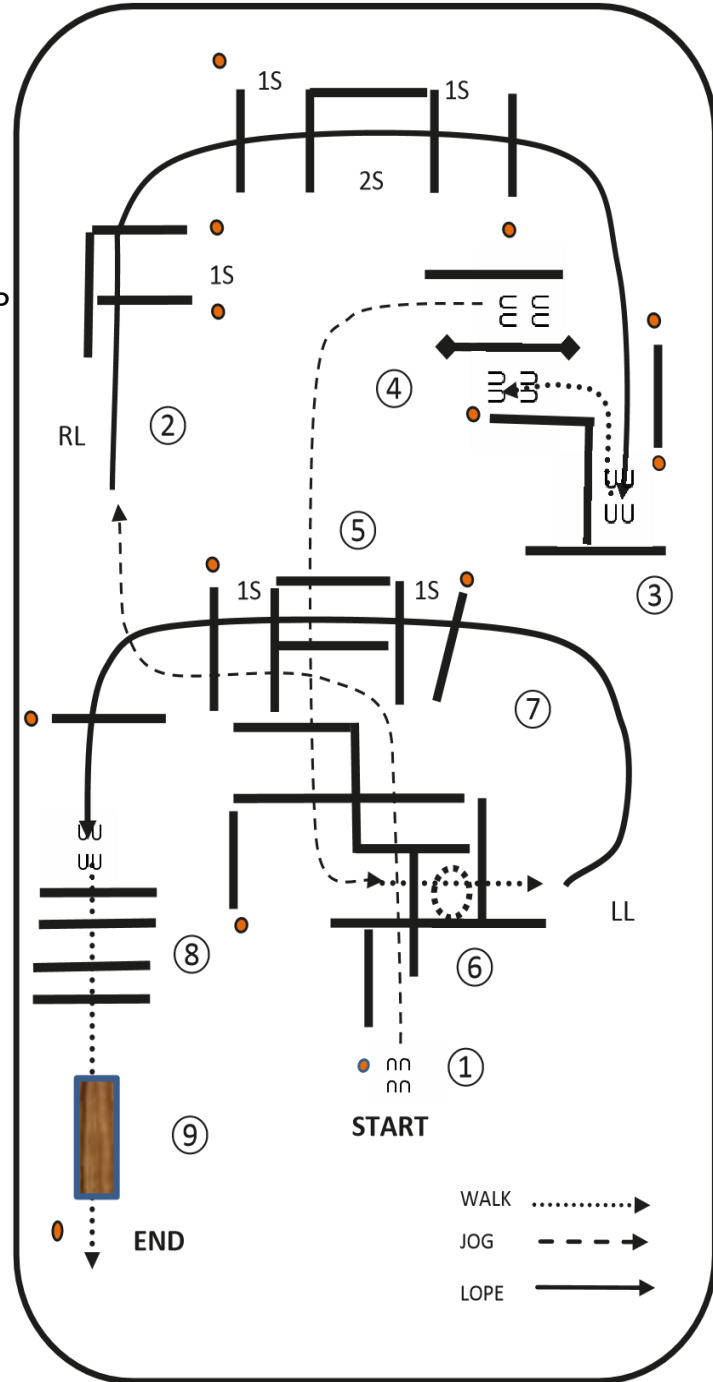 1S
1S
2S
1S
P
④
RL
②
⑤
③
1S
1S
⑦
LL
⑧
⑥
①
START
⑨
WALK
END
JOG
LOPE